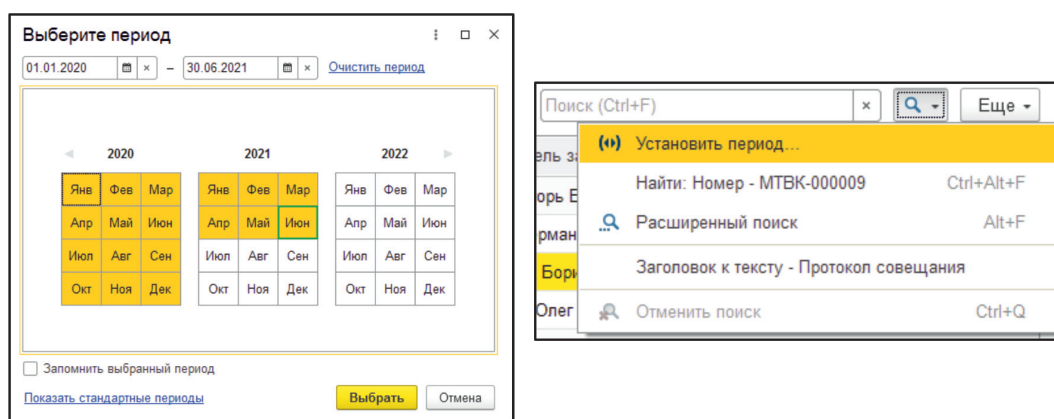 Выберите период
01.01.2020 – 30.06.2021 Очистить период
2020 2021 2022
Янв Фев Мар Янв Фев Мар Янв Фев Мар
Апр Май Июн Апр Май Июн Апр Май Июн
Июл Авг Сен Июл Авг Сен Июл Авг Сен
Окт Ноя Дек Окт Ноя Дек Окт Ноя Дек
Запомнить выбранный период
Показать стандартные периоды Выбрать Отмена
Поиск (Ctrl+F) × Еще
Установить период...
Найти: Номер - МТВК-000009 Ctrl+Alt+F
Расширенный поиск Alt+F
Заголовок к тексту - Протокол совещания
Олег
Отменить поиск Ctrl+Q